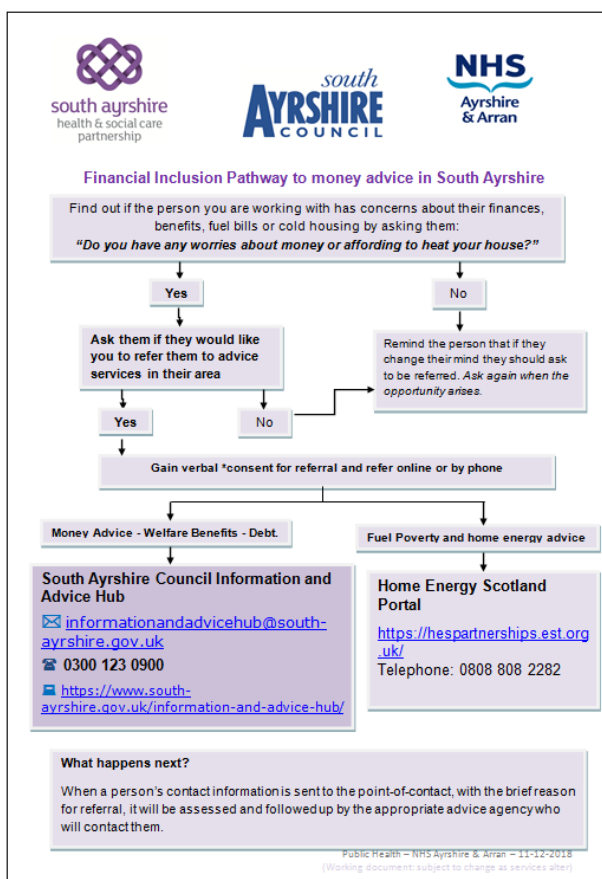 south ayrshire
health & social care
partnership
south
AYRSHIRE
COUNCIL
NHS
Ayrshire
& Arran
Financial Inclusion Pathway to money advice in South Ayrshire
Find out if the person you are working with has concerns about their finances,
benefits, fuel bills or cold housing by asking them:
“Do you have any worries about money or affording to heat your house?”
Yes
No
Ask them if they would like
you to refer them to advice
services in their area
Remind the person that if they
change their mind they should ask
to be referred. Ask again when the
opportunity arises.
Yes
No
Gain verbal *consent for referral and refer online or by phone
Money Advice - Welfare Benefits - Debt.
Fuel Poverty and home energy advice
South Ayrshire Council Information and
Advice Hub
informationandadvicehub@south-
ayrshire.gov.uk
0300 123 0900
https://www.south-
ayrshire.gov.uk/information-and-advice-hub/
Home Energy Scotland
Portal
https://hespartnerships.est.org
.uk/
Telephone: 0808 808 2282
What happens next?
When a person’s contact information is sent to the point-of-contact, with the brief reason
for referral, it will be assessed and followed up by the appropriate advice agency who
will contact them.
Public Health – NHS Ayrshire & Arran – 11-12-2018
(Working document: subject to change as services alter)